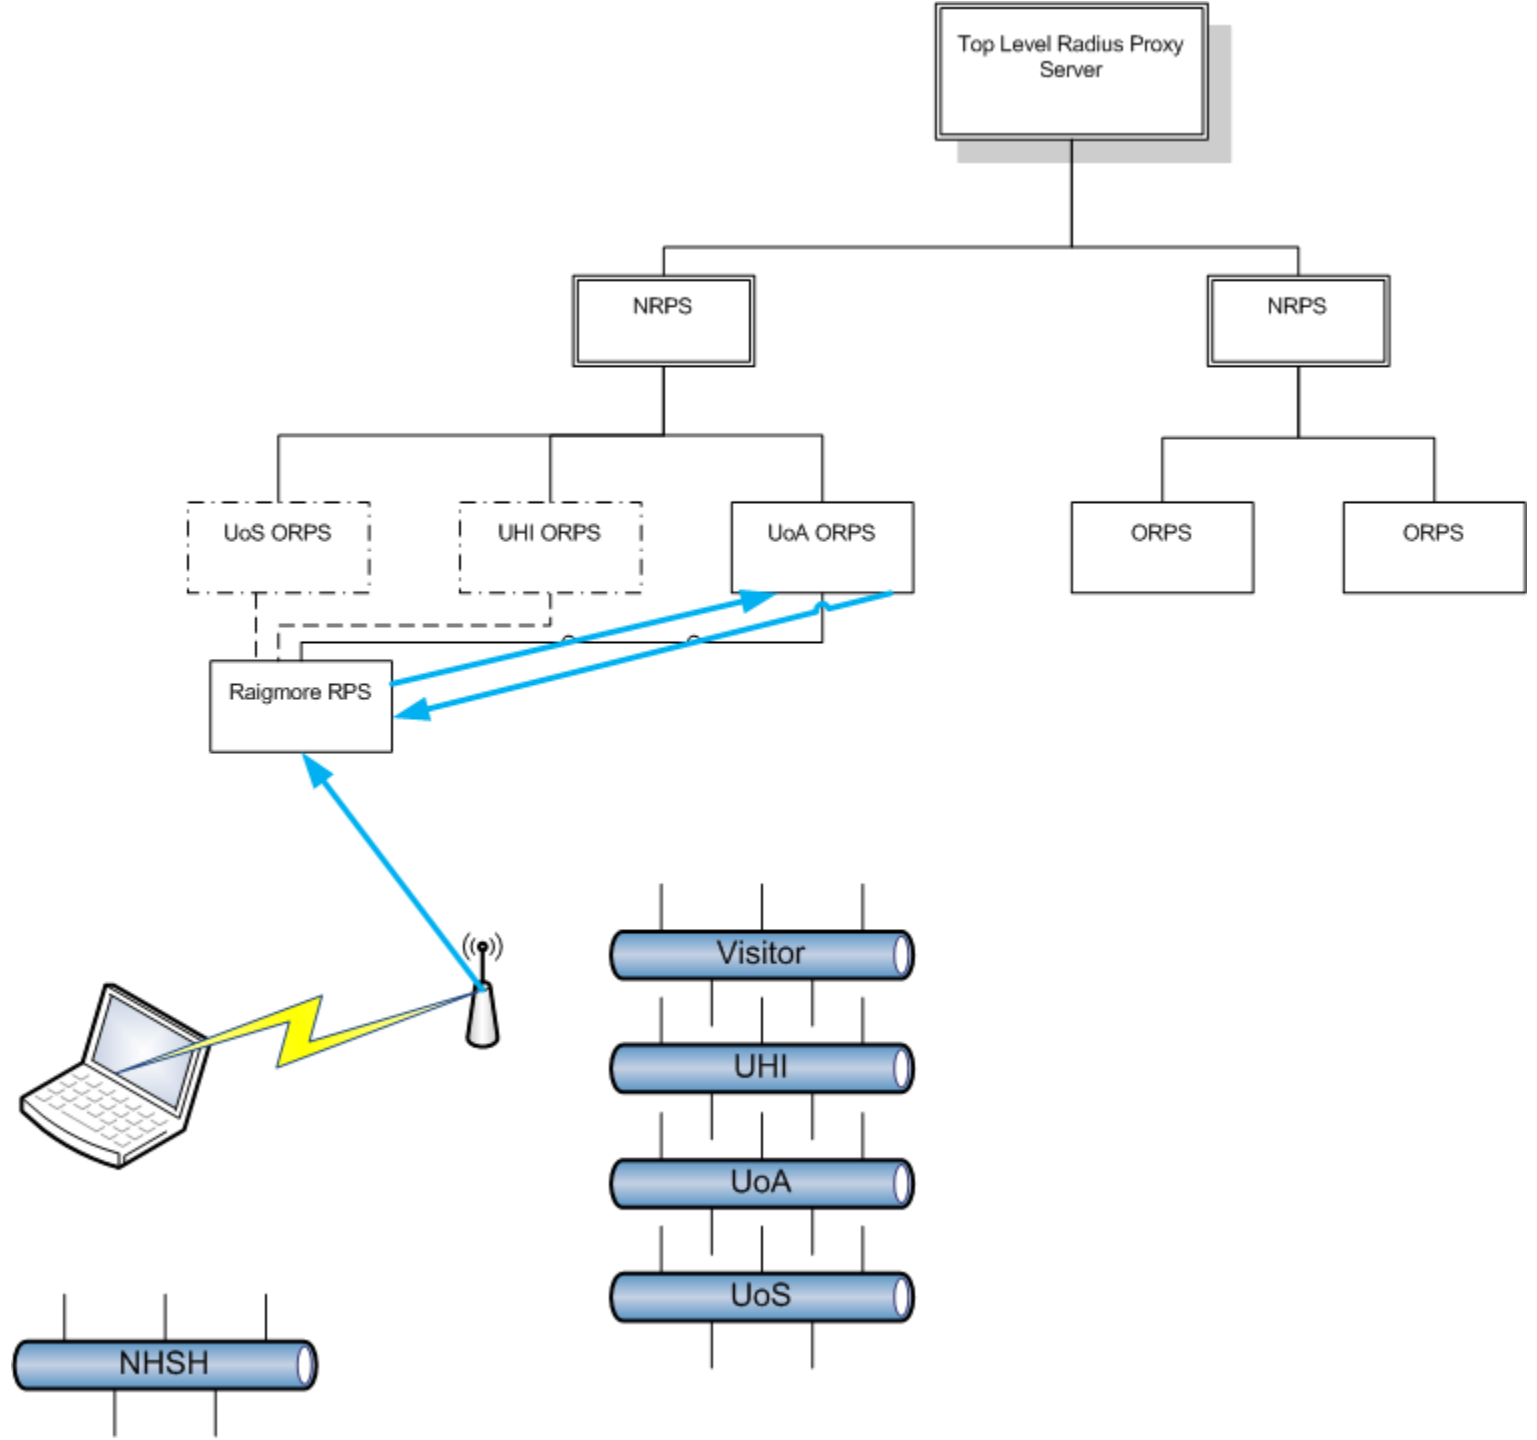 Top Level Radius Proxy
Server
NRPS
NRPS
UoS ORPS
UHI ORPS
UoA ORPS
ORPS
ORPS
Raigmore RPS
Visitor
UHI
UoA
UoS
NHSH